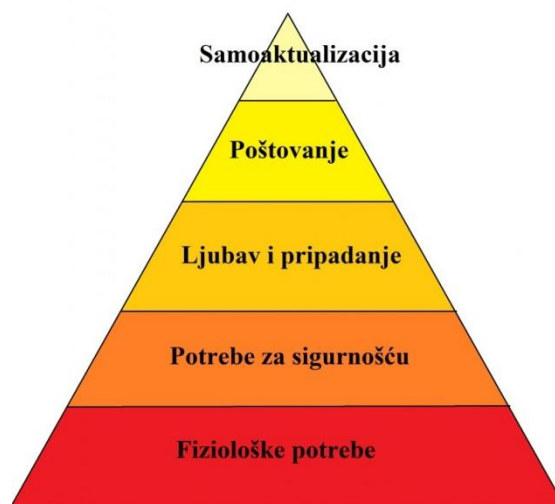 Samoaktualizacija
Poštovanje
Ljubav i pripadanje
Potrebe za sigurnošću
Fiziološke potrebe